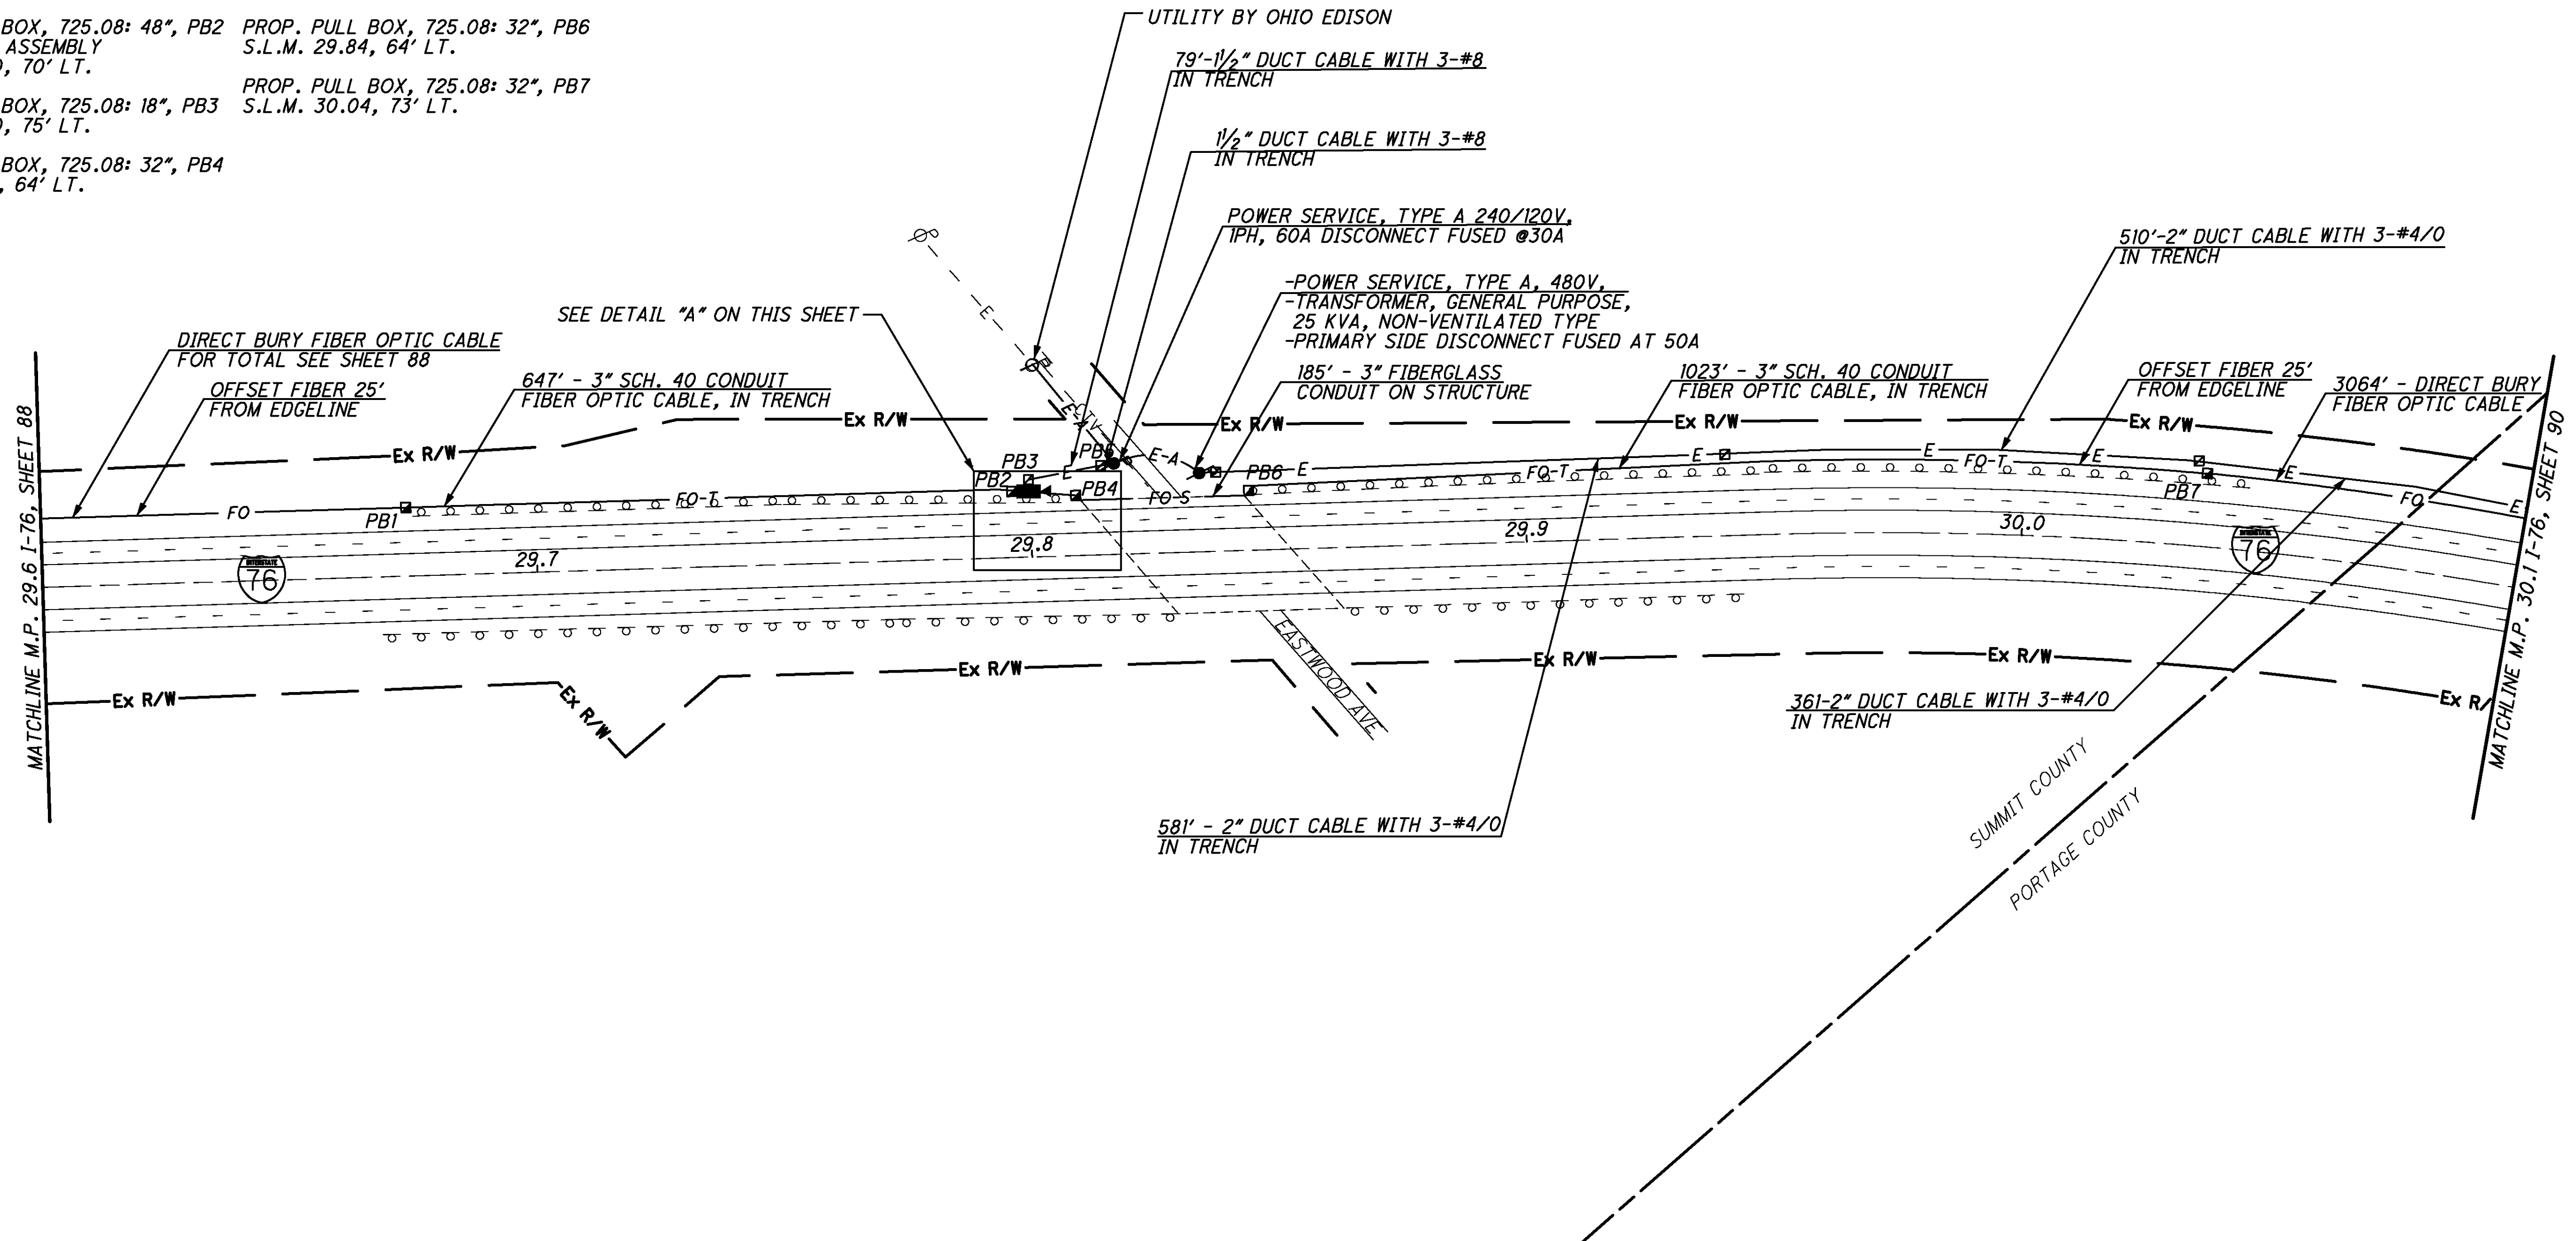 BOX, 725.08: 48", PB2
ASSEMBLY
, 70' LT.
BOX, 725.08: 18", PB3
, 75' LT.
BOX, 725.08: 32", PB4
, 64' LT.
PROP. PULL BOX, 725.08: 32", PB6
S.L.M. 29.84, 64' LT.
PROP. PULL BOX, 725.08: 32", PB7
S.L.M. 30.04, 73' LT.
UTILITY BY OHIO EDISON
79'-1½" DUCT CABLE WITH 3-#8
IN TRENCH
1½" DUCT CABLE WITH 3-#8
IN TRENCH
POWER SERVICE, TYPE A 240/120V,
1PH, 60A DISCONNECT FUSED @30A
-POWER SERVICE, TYPE A, 480V,
-TRANSFORMER, GENERAL PURPOSE,
25 KVA, NON-VENTILATED TYPE
-PRIMARY SIDE DISCONNECT FUSED AT 50A
510'-2" DUCT CABLE WITH 3-#4/0
IN TRENCH
SEE DETAIL "A" ON THIS SHEET
DIRECT BURY FIBER OPTIC CABLE
FOR TOTAL SEE SHEET 88
OFFSET FIBER 25'
FROM EDGELINE
647' - 3" SCH. 40 CONDUIT
FIBER OPTIC CABLE, IN TRENCH
185' - 3" FIBERGLASS
CONDUIT ON STRUCTURE
1023' - 3" SCH. 40 CONDUIT
FIBER OPTIC CABLE, IN TRENCH
OFFSET FIBER 25'
FROM EDGELINE
3064' - DIRECT BURY
FIBER OPTIC CABLE
MATCHLINE M.P. 29.6 I-76, SHEET 88
Ex R/W
Ex R/W
Ex R/W
Ex R/W
Ex R/W
E
E-A
CTV
PB5
PB3
PB2
PB4
E
E-A
PB6
E
E
E
E
E
FO
PB1
FO-T
FO-S
FO-T
FO-T
PB7
FO
E
29.7
29.8
29.9
30.0
INTERSTATE
76
INTERSTATE
76
EASTWOOD AVE
Ex R/W
Ex R/W
Ex R/W
Ex R/W
Ex R/W
Ex R/
361-2" DUCT CABLE WITH 3-#4/0
IN TRENCH
581' - 2" DUCT CABLE WITH 3-#4/0
IN TRENCH
SUMMIT COUNTY
PORTAGE COUNTY
MATCHLINE M.P. 30.1 I-76, SHEET 90